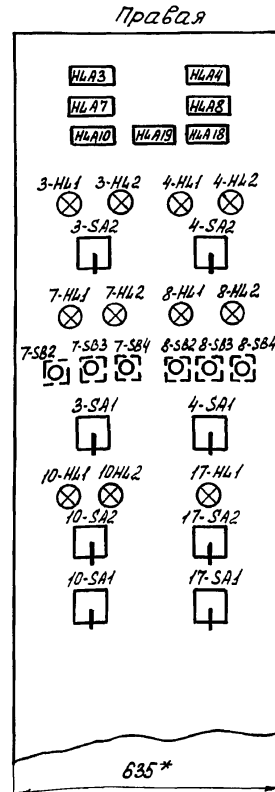 Правая
HLA3 HLA4
HLA7 HLA8
HLA10 HLA19 HLA18
3-HL1 3-HL2 4-HL1 4-HL2
3-SA2 4-SA2
7-HL1 7-HL2 8-HL1 8-HL2
7-SB2 7-SB3 7-SB4 8-SB2 8-SB3 8-SB4
3-SA1 4-SA1
10-HL1 10HL2 17-HL1
10-SA2 17-SA2
10-SA1 17-SA1
635*